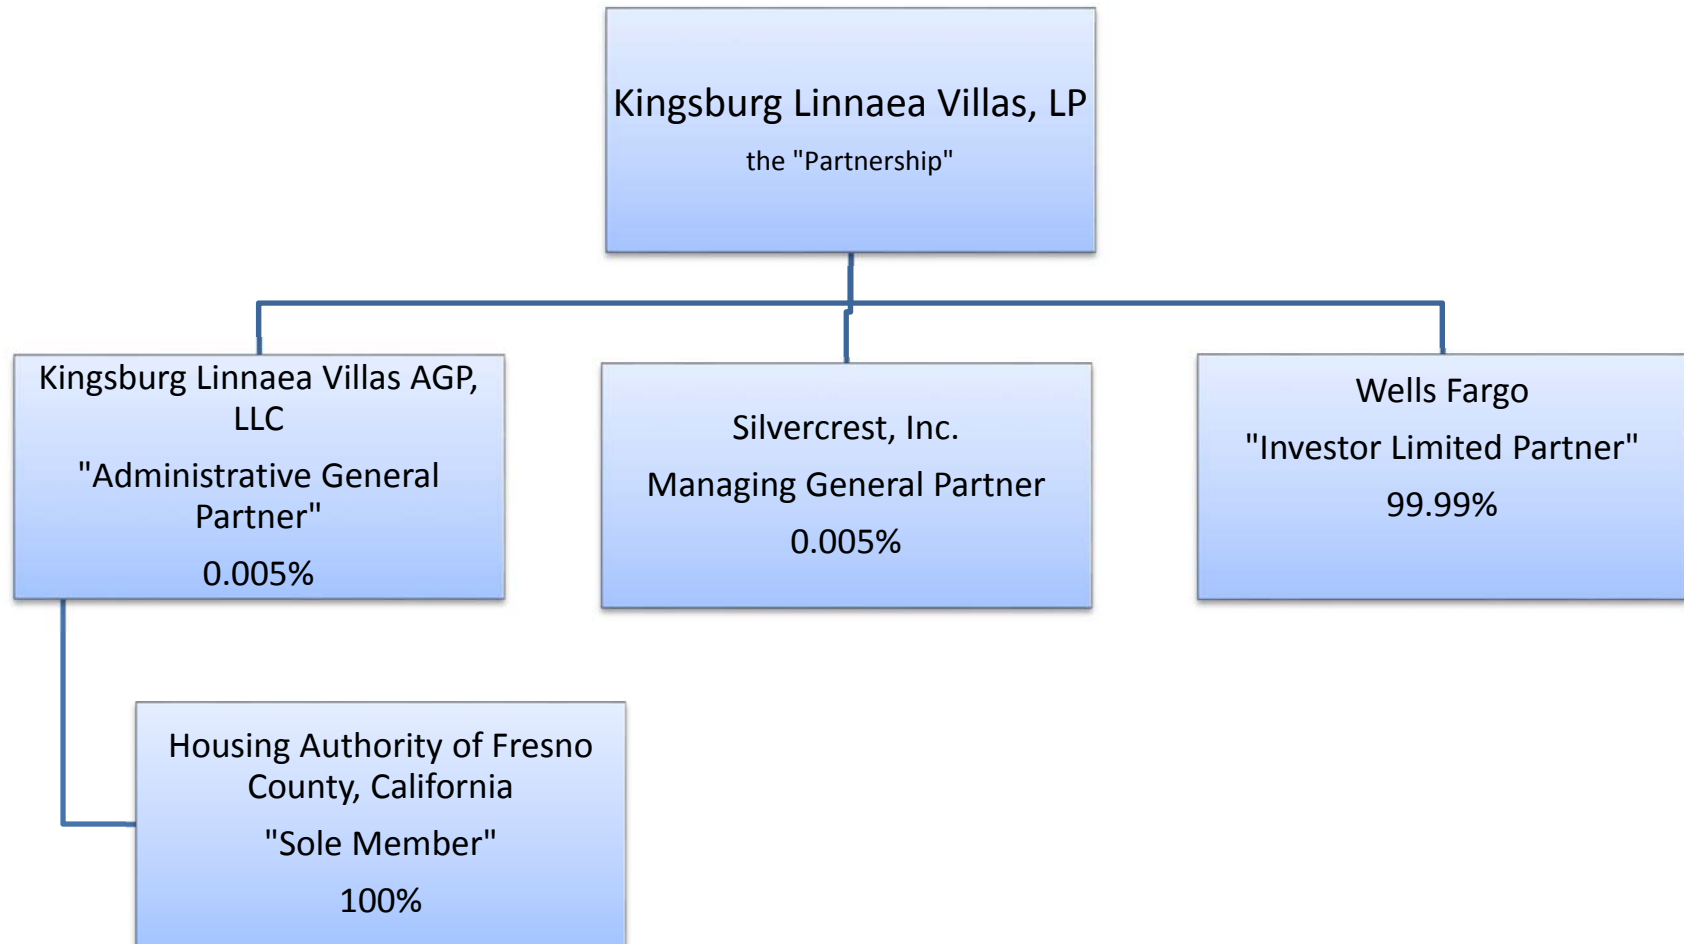 Kingsburg Linnaea Villas, LP
the "Partnership"
Kingsburg Linnaea Villas AGP,
LLC
"Administrative General
Partner"
0.005%
Silvercrest, Inc.
Managing General Partner
0.005%
Wells Fargo
"Investor Limited Partner"
99.99%
Housing Authority of Fresno
County, California
"Sole Member"
100%